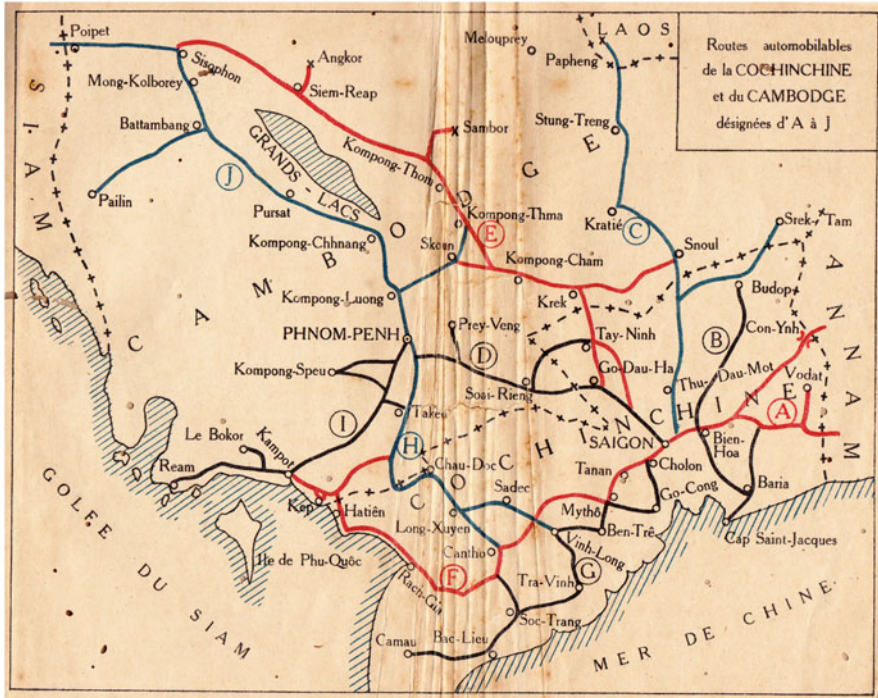 Routes automobilables
de la COCHINCHINE
et du CAMBODGE
désignées d'A à J
LAOS
SIAM
CAMBODGE
ANNAM
COCHINCHINE
GOLFE DU SIAM
MER DE CHINE
GRANDS-LACS
Poipet
Sisophon
Mong-Kolborey
Battambang
Pailin
Angkor
Siem-Reap
Sambor
Kompong-Thom
Pursat
Kompong-Chhnang
Kompong-Thma
Skoun
Kompong-Luong
PHNOM-PENH
Kompong-Speu
Takeo
Melouprey
Papheng
Stung-Treng
Kratié
Snoul
Srek-Tam
Kompong-Cham
Krek
Prey-Veng
Soai-Rieng
Tay-Ninh
Go-Dau-Ha
Budop
Con-Ynh
Thu-Dau-Mot
Vodat
SAIGON
Bien-Hoa
Baria
Cap Saint-Jacques
Cholon
Go-Cong
Tanan
Mythô
Ben-Trê
Vinh-Long
Tra-Vinh
Sadec
Chau-Doc
Long-Xuyen
Cantho
Soc-Trang
Bac-Lieu
Camau
Rach-Gia
Hatiên
Kep
Kampot
Le Bokor
Ream
Ile de Phu-Quôc
A
B
C
D
E
F
G
H
I
J